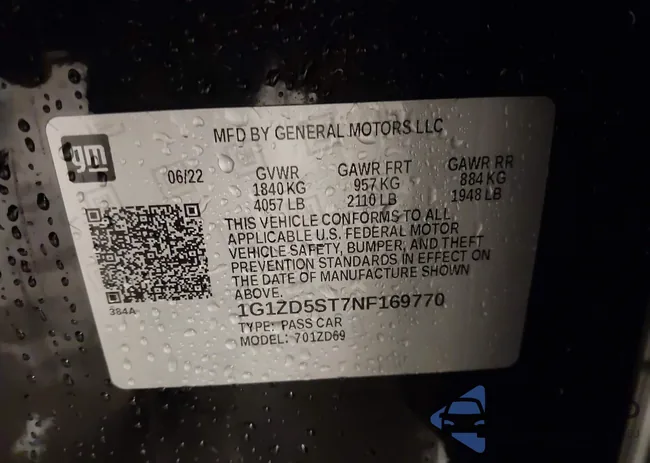 MFD BY GENERAL MOTORS LLC
gm
06/22
GVWR GAWR FRT GAWR RR
1840 KG 957 KG 884 KG
4057 LB 2110 LB 1948 LB
THIS VEHICLE CONFORMS TO ALL
APPLICABLE U.S. FEDERAL MOTOR
VEHICLE SAFETY, BUMPER, AND THEFT
PREVENTION STANDARDS IN EFFECT ON
THE DATE OF MANUFACTURE SHOWN
ABOVE.
384A
1G1ZD5ST7NF169770
TYPE: PASS CAR
MODEL: 701ZD69